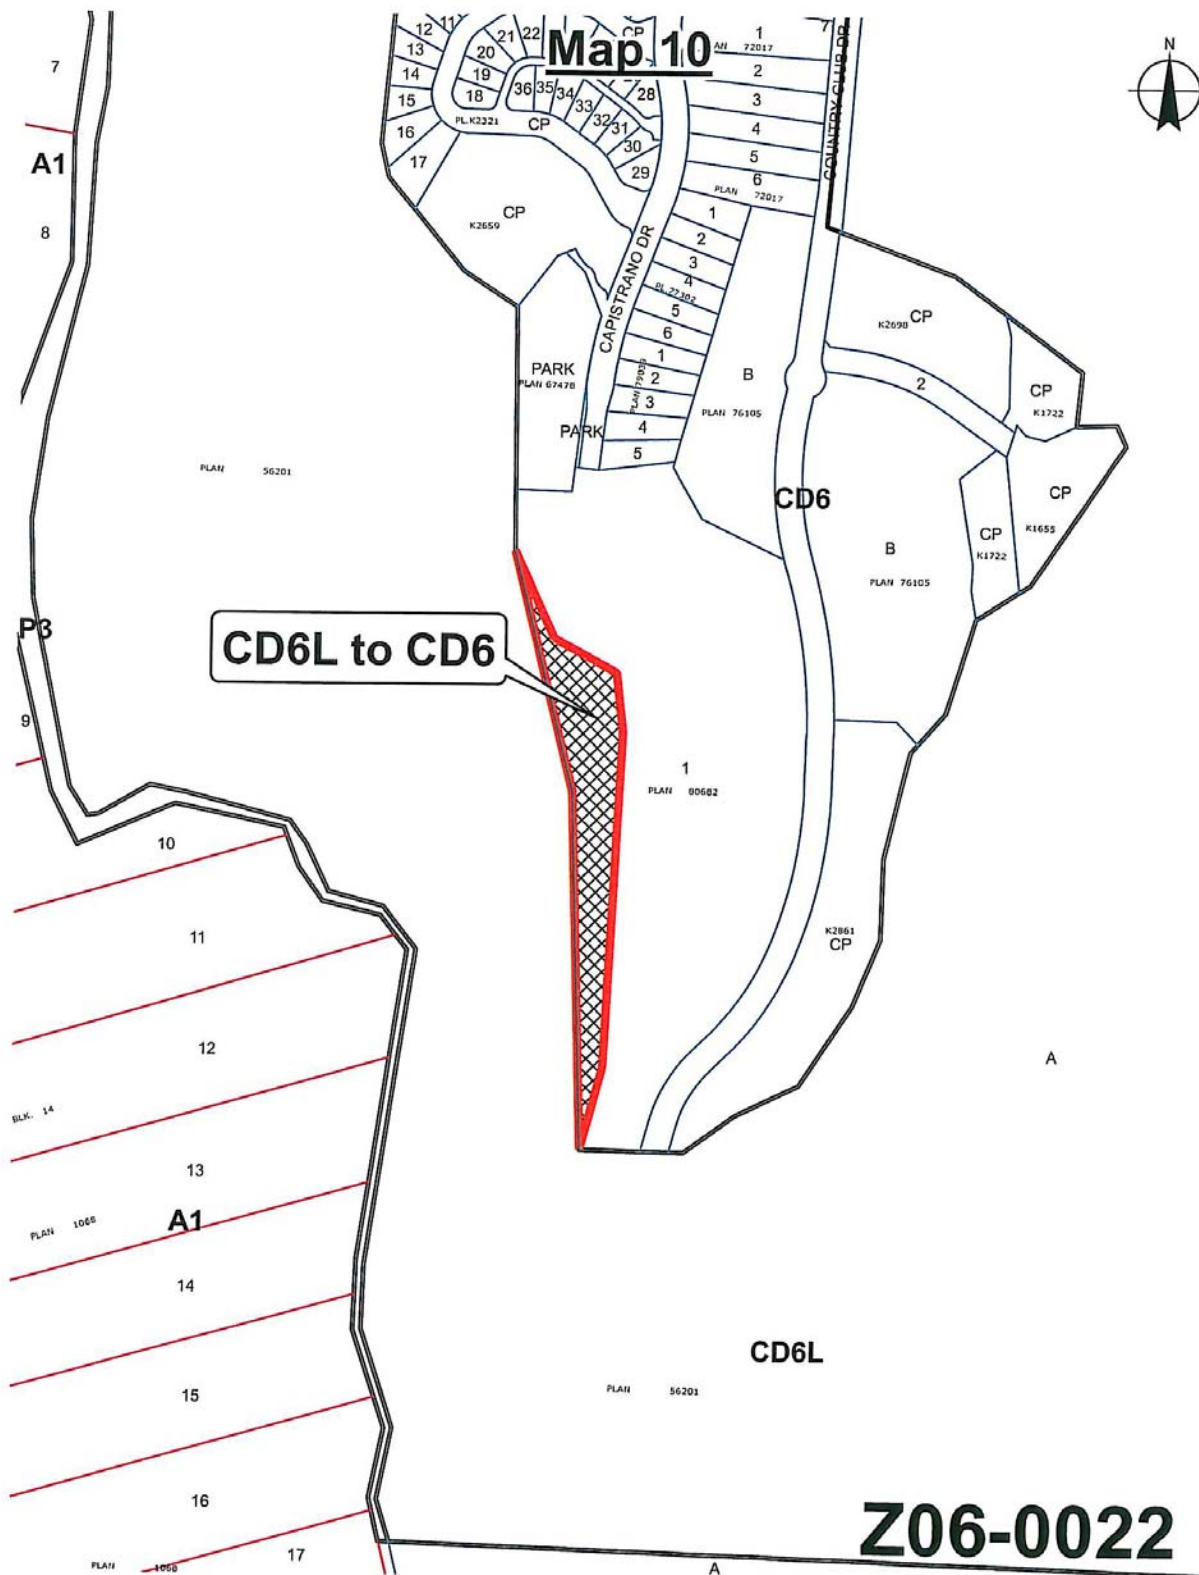 Map 10
N
7
A1
8
12
11
13
14
15
16
17
21
22
20
19
18
36
35
34
33
32
31
30
29
28
CP
PL.K2321
CP
CP
K2659
1
72017
2
3
4
5
6
PLAN 72017
7
COUNTRY CLUB DR
CAPISTRANO DR
1
2
3
4
PL.77302
5
6
1
2
3
4
5
PARK
PLAN 67478
PARK
B
PLAN 76105
K2698
CP
2
CP
K1722
CP
K1655
CP
K1722
CD6
B
PLAN 76105
PLAN 56201
P3
9
CD6L to CD6
1
PLAN 80682
K2861
CP
A
10
11
12
BLK. 14
13
PLAN 1068
A1
14
15
16
17
PLAN 1068
CD6L
PLAN 56201
Z06-0022
A